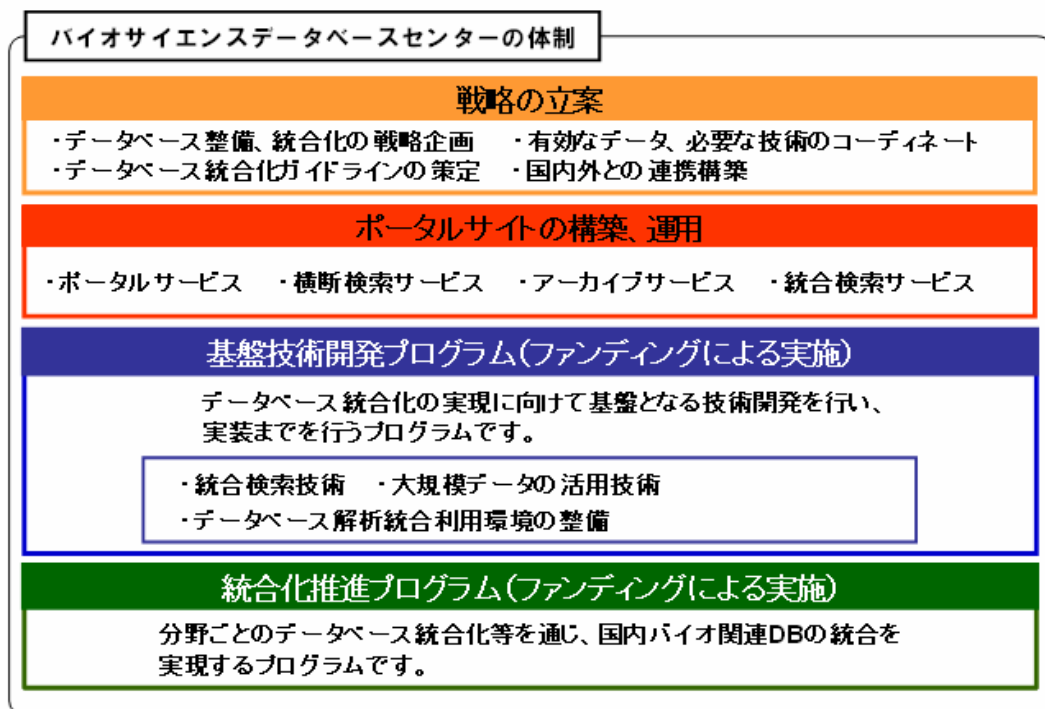 バイオサイエンスデータベースセンターの体制
戦略の立案
・データベース整備、統合化の戦略企画　・有効なデータ、必要な技術のコーディネート
・データベース統合化ガイドラインの策定　・国内外との連携構築
ポータルサイトの構築、運用
・ポータルサービス　・横断検索サービス　・アーカイブサービス　・統合検索サービス
基盤技術開発プログラム(ファンディングによる実施)
データベース統合化の実現に向けて基盤となる技術開発を行い、
実装までを行うプログラムです。
・統合検索技術　・大規模データの活用技術
・データベース解析統合利用環境の整備
統合化推進プログラム(ファンディングによる実施)
分野ごとのデータベース統合化等を通じ、国内バイオ関連DBの統合を
実現するプログラムです。